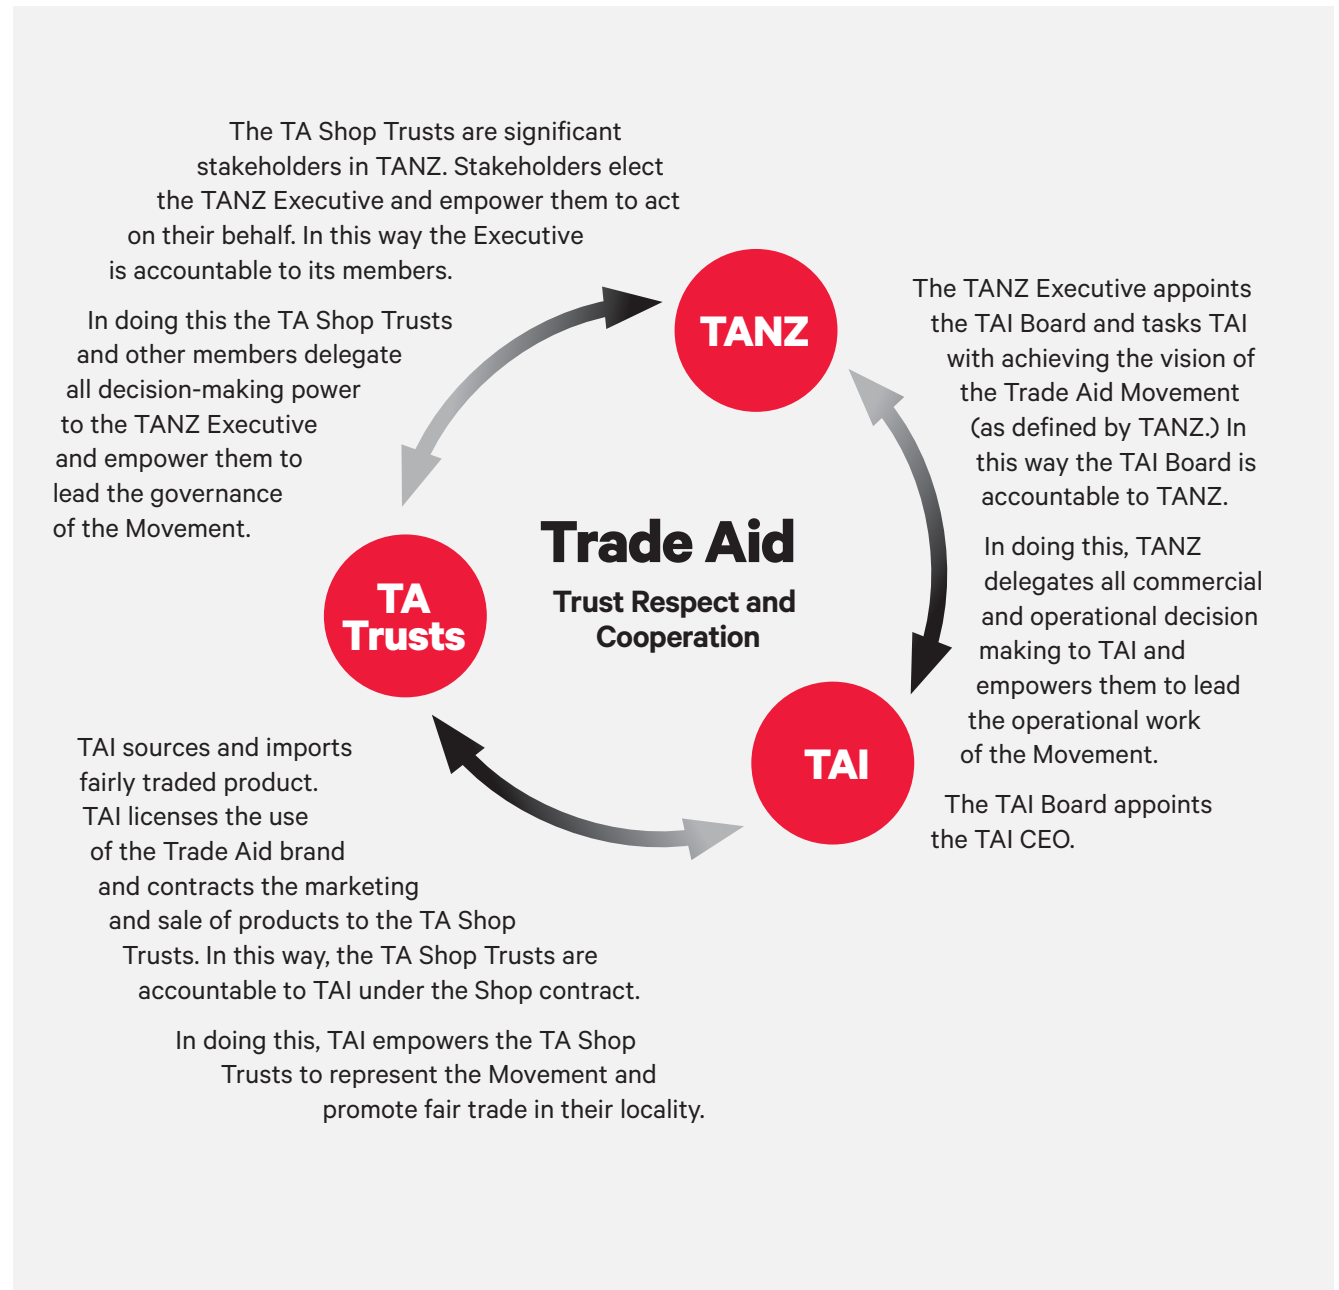 The TA Shop Trusts are significant
stakeholders in TANZ. Stakeholders elect
the TANZ Executive and empower them to act
on their behalf. In this way the Executive
is accountable to its members.
In doing this the TA Shop Trusts
and other members delegate
all decision-making power
to the TANZ Executive
and empower them to
lead the governance
of the Movement.
TANZ
The TANZ Executive appoints
the TAI Board and tasks TAI
with achieving the vision of
the Trade Aid Movement
(as defined by TANZ.) In
this way the TAI Board is
accountable to TANZ.
In doing this, TANZ
delegates all commercial
and operational decision
making to TAI and
empowers them to lead
the operational work
of the Movement.
The TAI Board appoints
the TAI CEO.
Trade Aid
Trust Respect and
Cooperation
TA
Trusts
TAI
TAI sources and imports
fairly traded product.
TAI licenses the use
of the Trade Aid brand
and contracts the marketing
and sale of products to the TA Shop
Trusts. In this way, the TA Shop Trusts are
accountable to TAI under the Shop contract.
In doing this, TAI empowers the TA Shop
Trusts to represent the Movement and
promote fair trade in their locality.